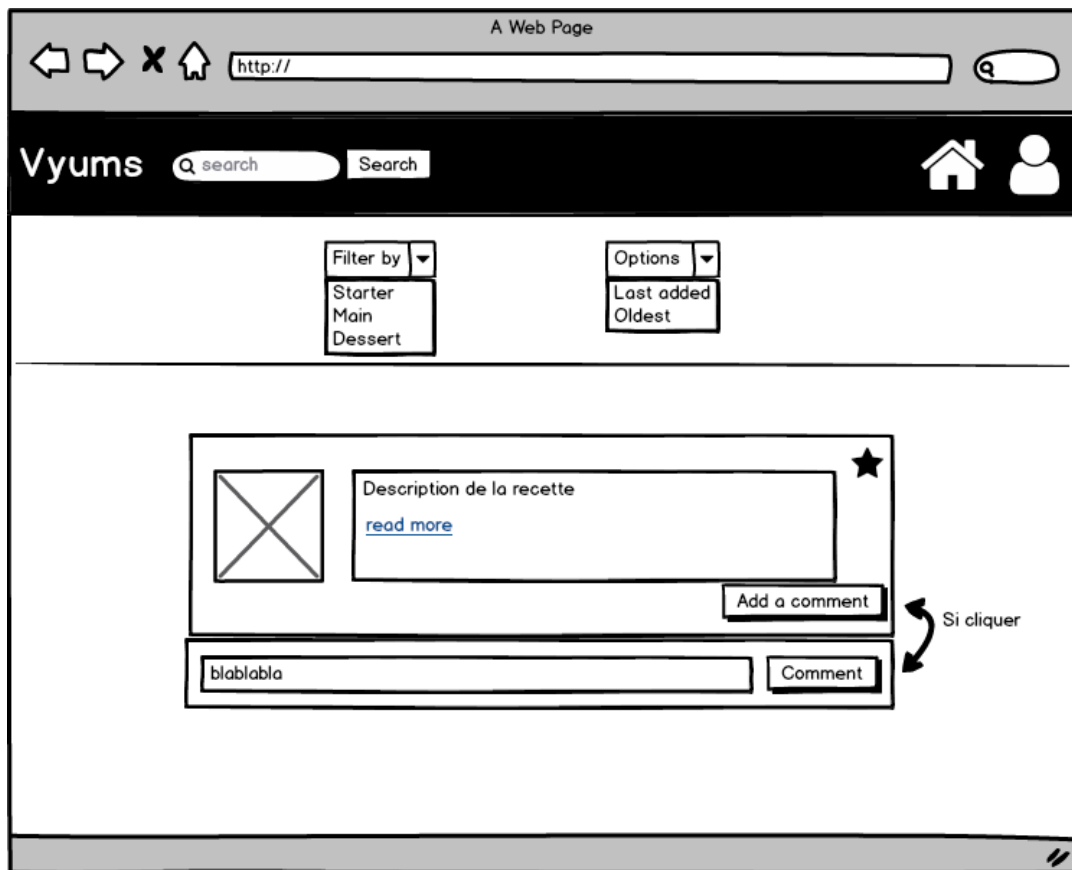 A Web Page
http://
Vyums
search
Search
Filter by
Starter
Main
Dessert
Options
Last added
Oldest
Description de la recette
read more
Add a comment
Si cliquer
blablabla
Comment